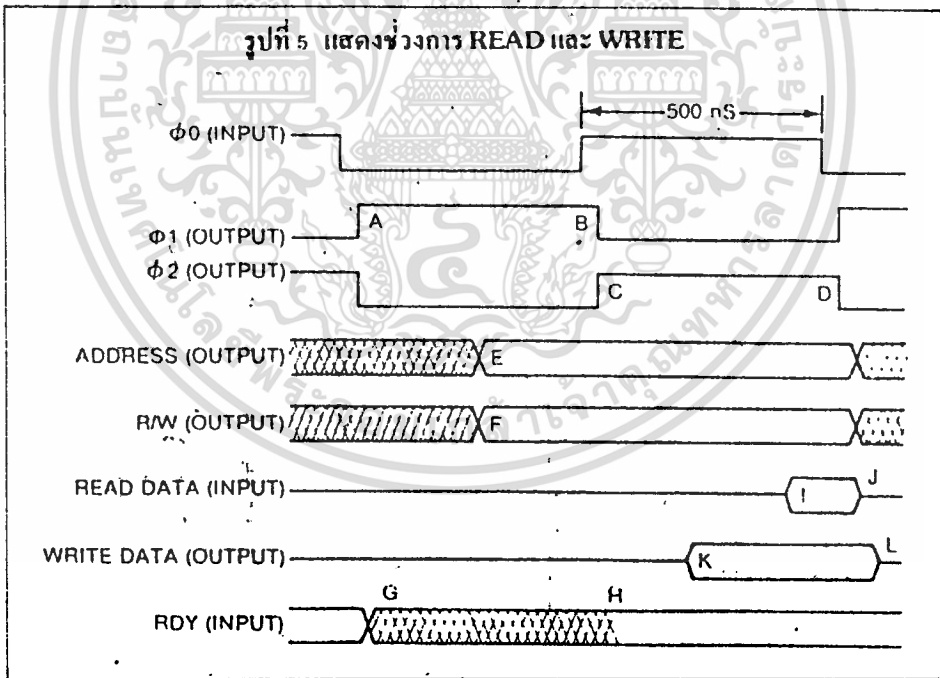 รูปที่ 5 แสดงช่วงการ READ และ WRITE
500 nS
ϕ0 (INPUT)
A B
Φ1 (OUTPUT)
ϕ2 (OUTPUT)
C D
ADDRESS (OUTPUT) E
R/W (OUTPUT) F
READ DATA (INPUT) I J
WRITE DATA (OUTPUT) K L
G H
RDY (INPUT)